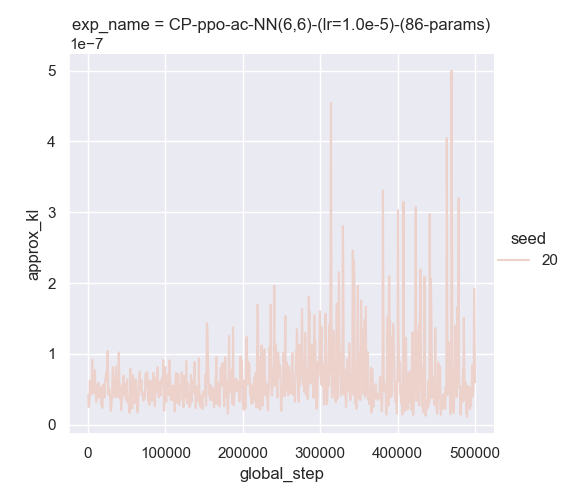 exp_name = CP-ppo-ac-NN(6,6)-(lr=1.0e-5)-(86-params)
1e−7
5
4
3
2
1
0
approx_kl
0 100000 200000 300000 400000 500000
global_step
seed
20